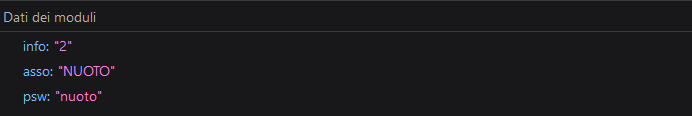 Dati dei moduli
info: "2"
asso: "NUOTO"
psw: "nuoto"